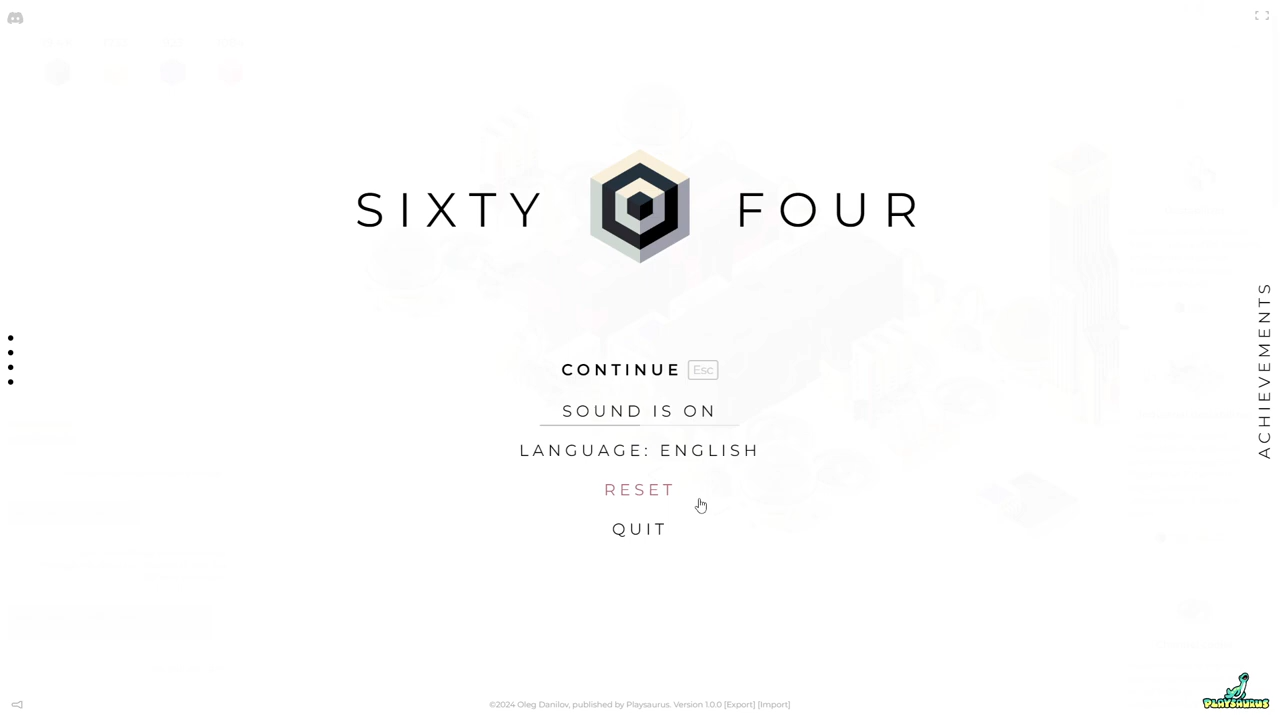 SIXTY FOUR
CONTINUE Esc
SOUND IS ON
LANGUAGE: ENGLISH
RESET
QUIT
ACHIEVEMENTS
©2024 Oleg Danilov, published by Playsaurus. Version 1.0.0 [Export] [Import]
PLAYSAURUS